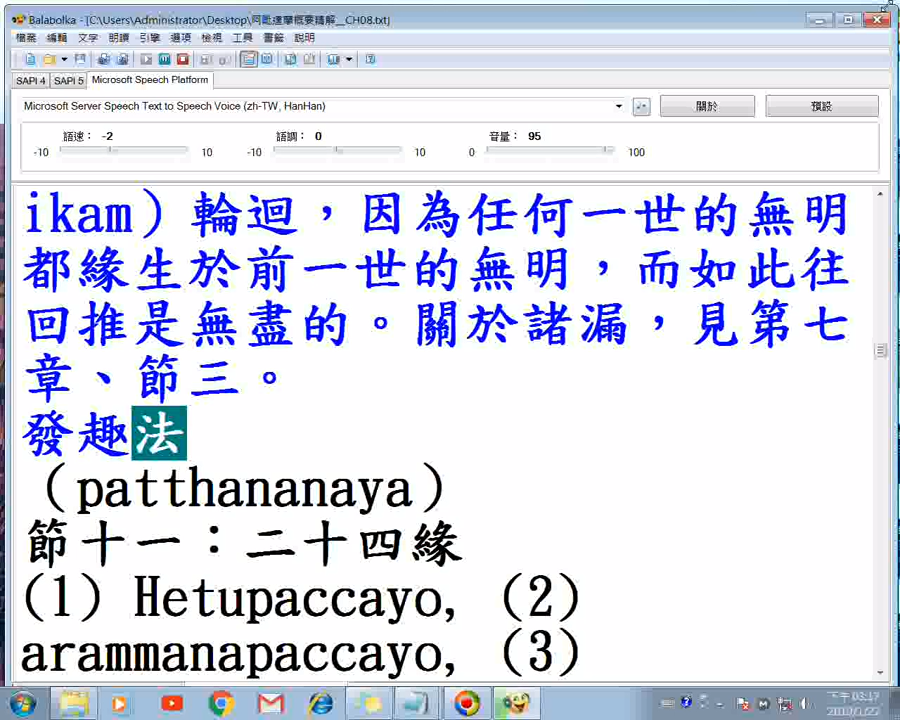 Balabolka - [C:\Users\Administrator\Desktop\阿毗達摩概要精解__CH08.txt]
檔案 編輯 文字 朗讀 引擎 選項 檢視 工具 書籤 說明
SAPI 4 SAPI 5 Microsoft Speech Platform
Microsoft Server Speech Text to Speech Voice (zh-TW, HanHan) 關於 預設
語速: -2 語調: 0 音量: 95
-10 10 -10 10 0 100
ikam)輪迴,因為任何一世的無明
都緣生於前一世的無明,而如此往
回推是無盡的。關於諸漏,見第七
章、節三。
發趣法
(patthananaya)
節十一:二十四緣
(1) Hetupaccayo, (2)
arammanapaccayo, (3)
下午 03:17